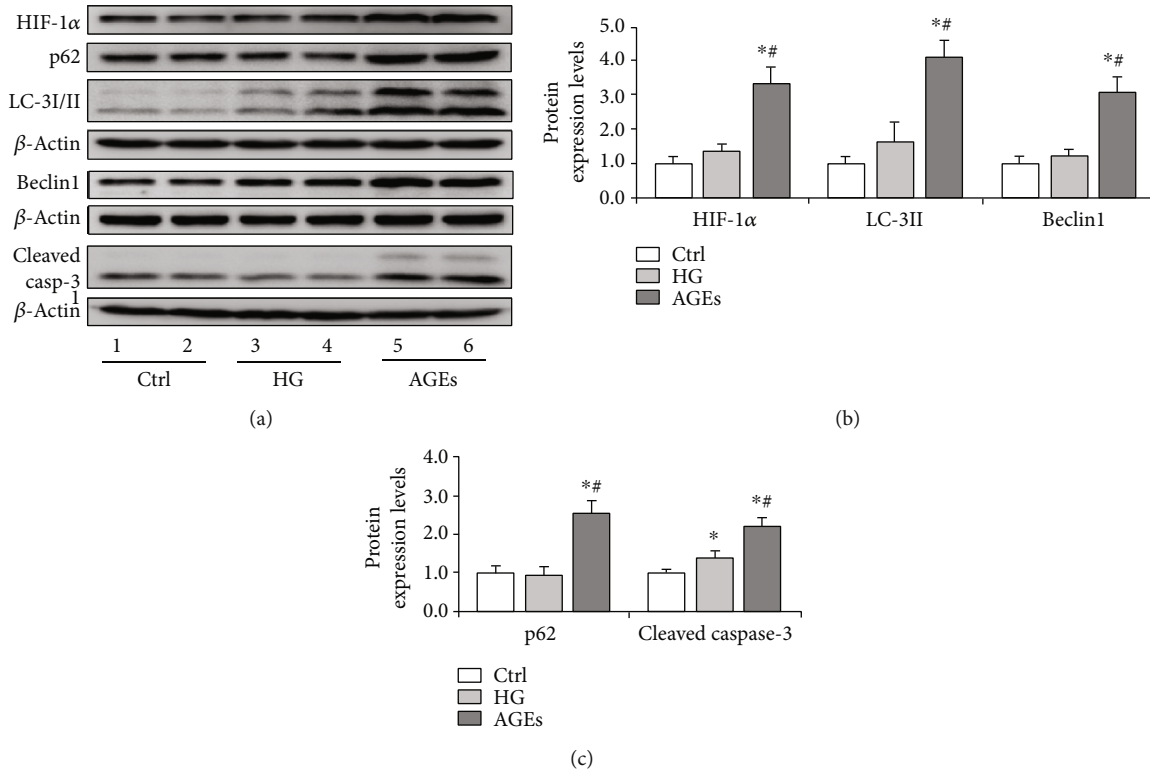 HIF-1α
p62
LC-3I/II
β-Actin
Beclin1
β-Actin
Cleaved
casp-3
1
β-Actin
1 2 3 4 5 6
Ctrl HG AGEs
(a)
Protein
expression levels
5.0
4.0
3.0
2.0
1.0
0.0
*# *# *#
HIF-1α LC-3II Beclin1
Ctrl
HG
AGEs
(b)
Protein
expression levels
4.0
3.0
2.0
1.0
0.0
*# * *#
p62 Cleaved caspase-3
Ctrl
HG
AGEs
(c)